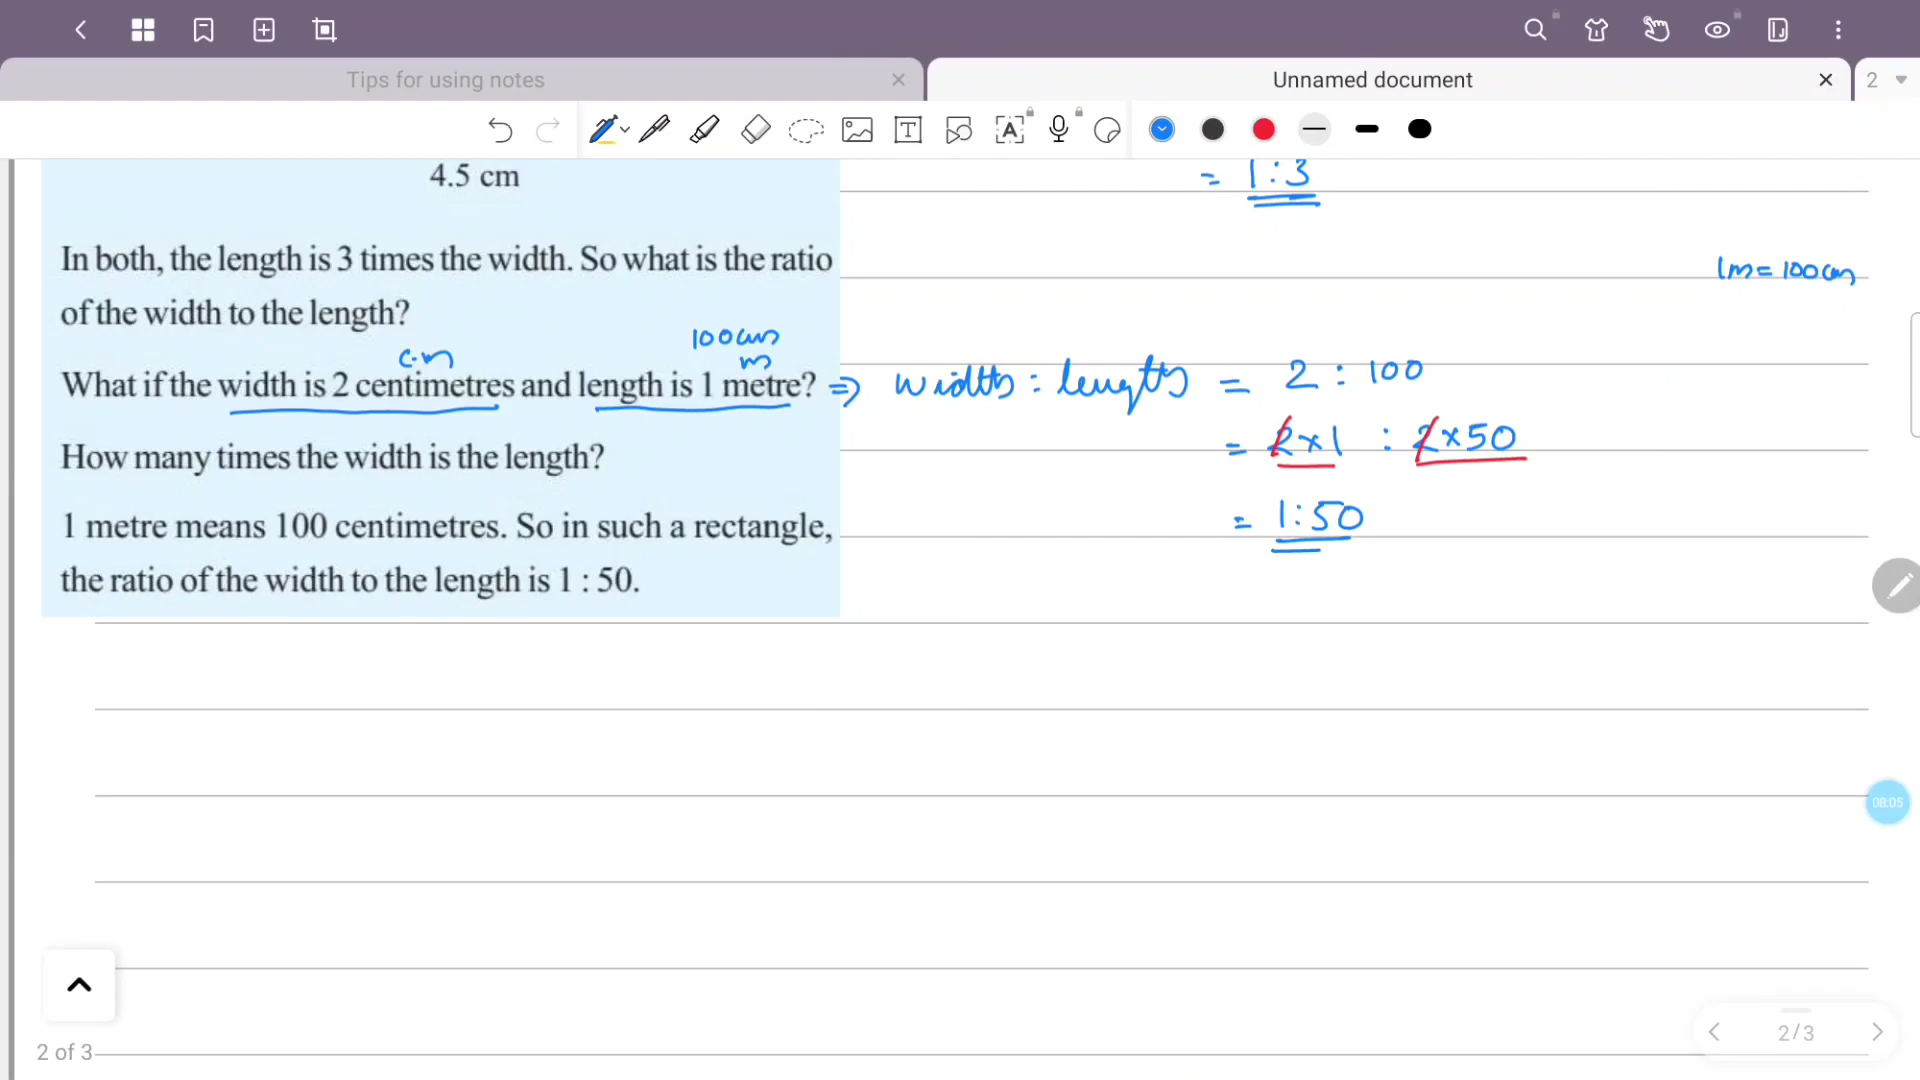 Tips for using notes
Unnamed document
2
4.5 cm
= 1:3
In both, the length is 3 times the width. So what is the ratio
of the width to the length?
1m = 100cm
100cm
c.m
m
What if the width is 2 centimetres and length is 1 metre? ⇒ width : length = 2 : 100
= 2×1 : 2×50
How many times the width is the length?
= 1:50
1 metre means 100 centimetres. So in such a rectangle,
the ratio of the width to the length is 1 : 50.
08:05
2 of 3
2/3